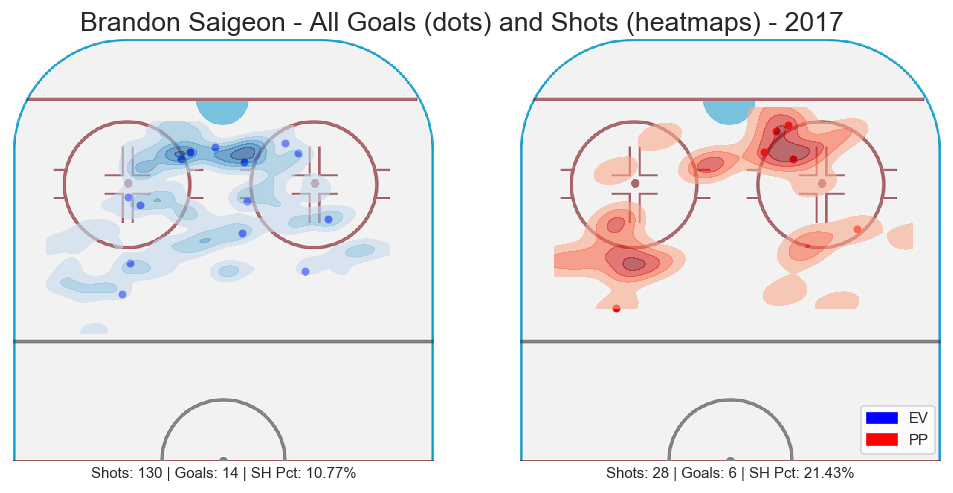 Brandon Saigeon - All Goals (dots) and Shots (heatmaps) - 2017
EV
PP
Shots: 130 | Goals: 14 | SH Pct: 10.77%
Shots: 28 | Goals: 6 | SH Pct: 21.43%